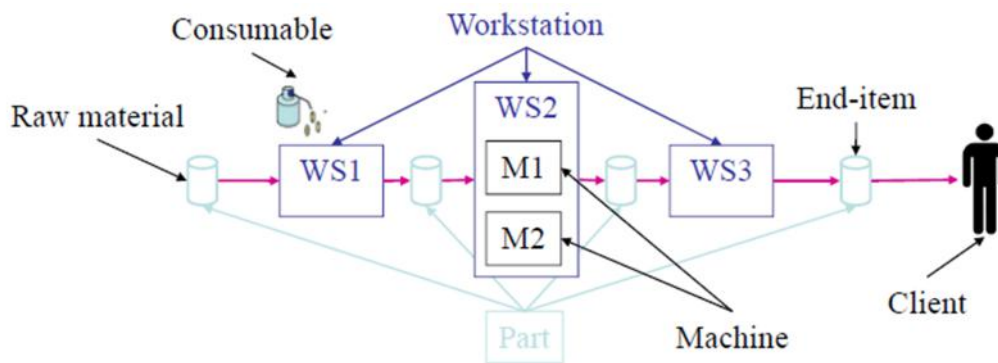 Consumable
Workstation
Raw material
End-item
WS1
WS2
M1
M2
WS3
Part
Machine
Client